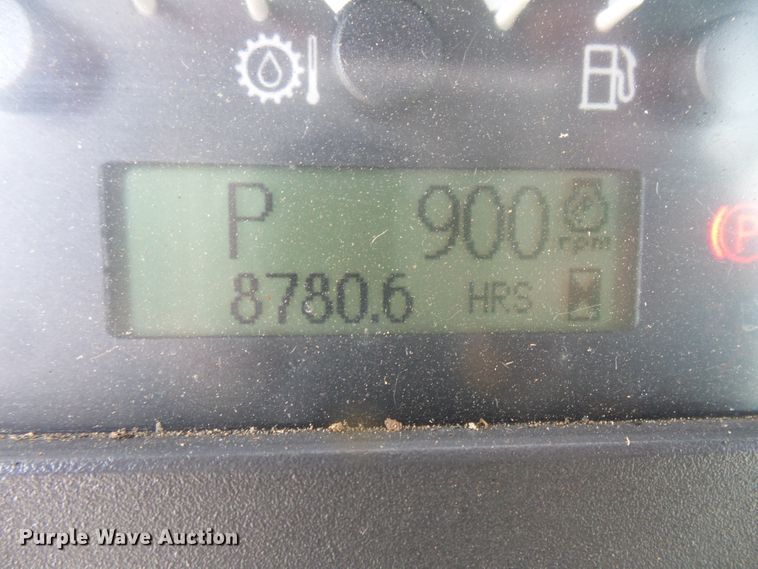 P 900 rpm
8780.6 HRS
P
Purple Wave Auction